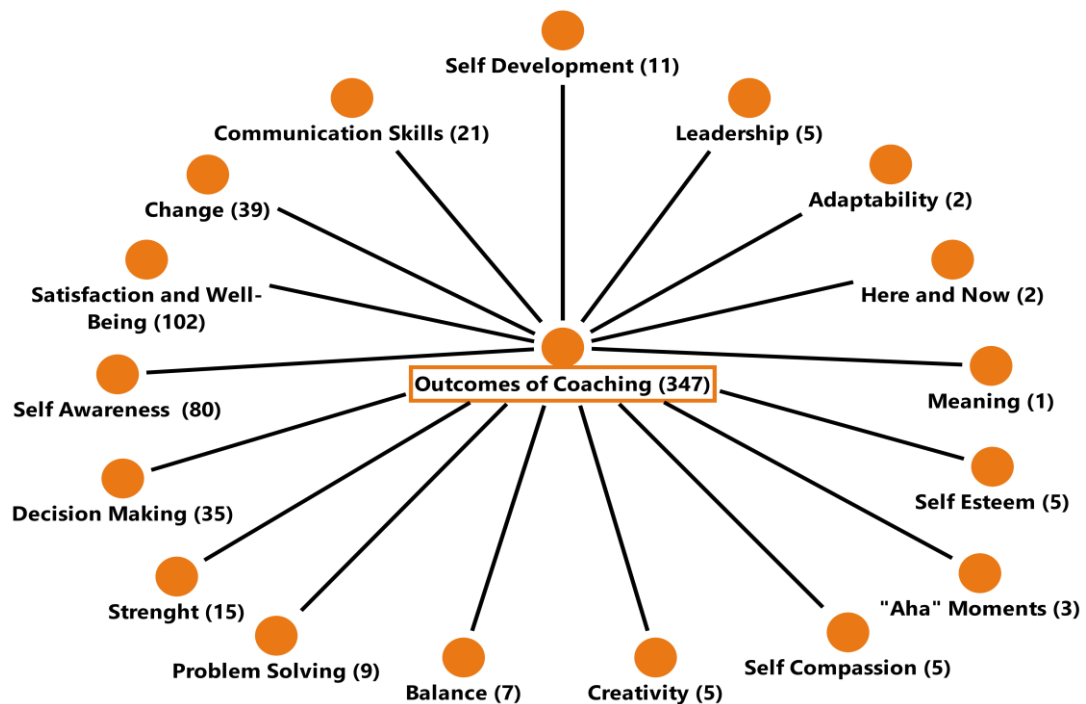 Self Development (11)
Communication Skills (21)
Leadership (5)
Change (39)
Adaptability (2)
Satisfaction and Well-
Being (102)
Here and Now (2)
Outcomes of Coaching (347)
Self Awareness (80)
Meaning (1)
Decision Making (35)
Self Esteem (5)
Strenght (15)
"Aha" Moments (3)
Problem Solving (9)
Balance (7)
Creativity (5)
Self Compassion (5)